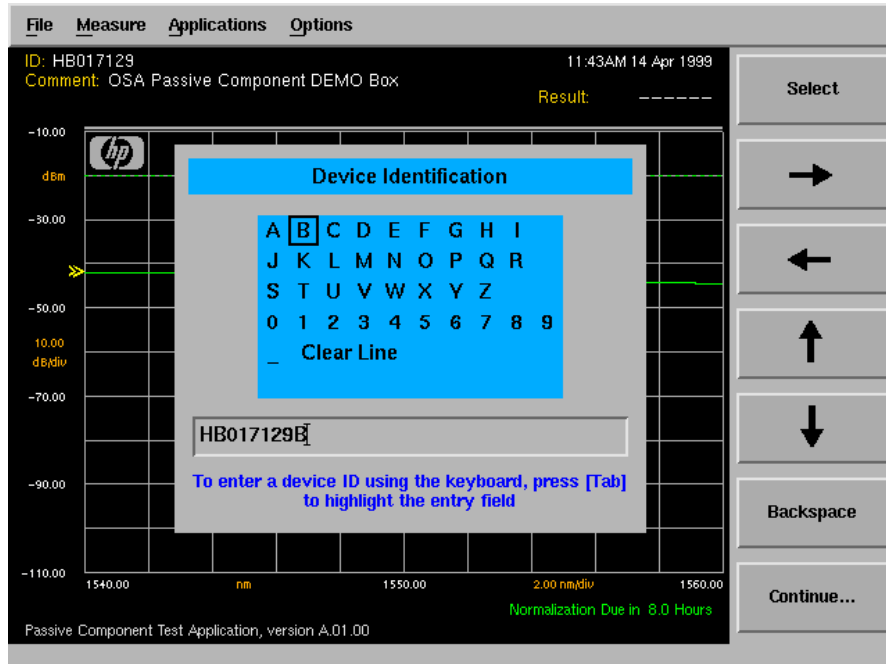 File Measure Applications Options
ID: HB017129 11:43AM 14 Apr 1999
Comment: OSA Passive Component DEMO Box
Result: ------
Select
-10.00
hp
dBm
Device Identification
-30.00
A B C D E F G H I
J K L M N O P Q R
S T U V W X Y Z
-50.00
0 1 2 3 4 5 6 7 8 9
10.00
dB/div
_ Clear Line
-70.00
HB017129B
To enter a device ID using the keyboard, press [Tab]
to highlight the entry field
-90.00
Backspace
-110.00
1540.00 nm 1550.00 2.00 nm/div 1560.00
Continue...
Normalization Due in 8.0 Hours
Passive Component Test Application, version A.01.00